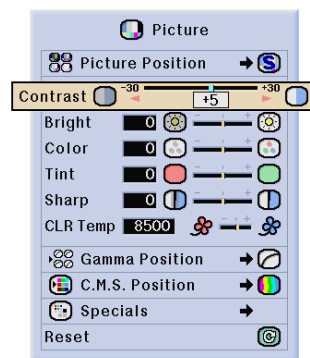 Picture
Picture Position S
Contrast -30 +5 +30
Bright 0 - +
Color 0 - +
Tint 0 - +
Sharp 0 - +
CLR Temp 8500 - +
Gamma Position
C.M.S. Position
Specials
Reset